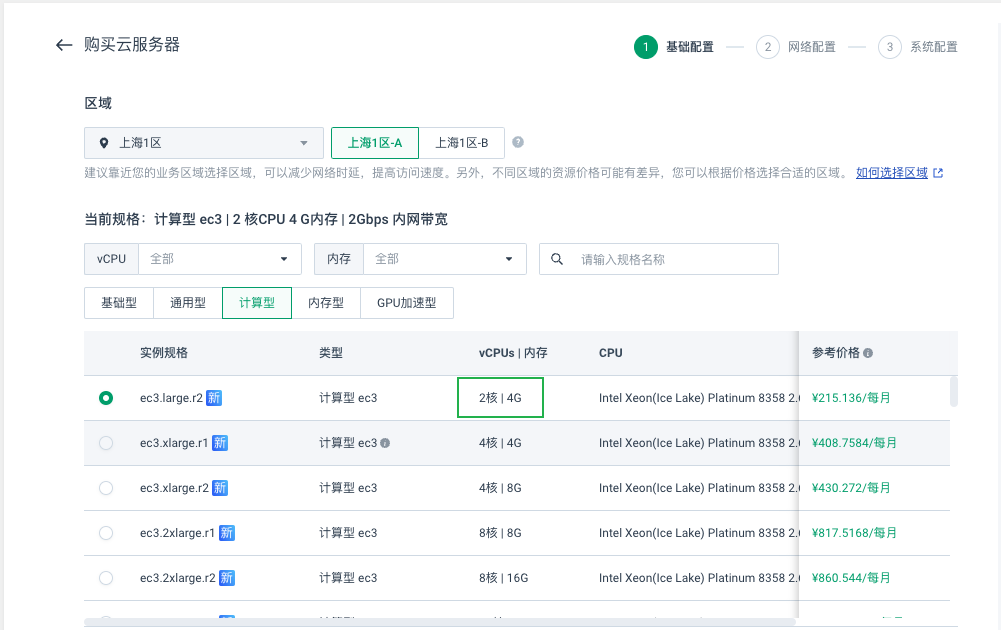 购买云服务器
1 基础配置
2 网络配置
3 系统配置
区域
上海1区
上海1区-A
上海1区-B
?
建议靠近您的业务区域选择区域，可以减少网络时延，提高访问速度。另外，不同区域的资源价格可能有差异，您可以根据价格选择合适的区域。 如何选择区域
当前规格：计算型 ec3 | 2 核CPU 4 G内存 | 2Gbps 内网带宽
vCPU 全部
内存 全部
请输入规格名称
基础型 通用型 计算型 内存型 GPU加速型
实例规格 类型 vCPUs | 内存 CPU 参考价格
ec3.large.r2 新 计算型 ec3 2核 | 4G Intel Xeon(Ice Lake) Platinum 8358 2. ¥215.136/每月
ec3.xlarge.r1 新 计算型 ec3 4核 | 4G Intel Xeon(Ice Lake) Platinum 8358 2. ¥408.7584/每月
ec3.xlarge.r2 新 计算型 ec3 4核 | 8G Intel Xeon(Ice Lake) Platinum 8358 2. ¥430.272/每月
ec3.2xlarge.r1 新 计算型 ec3 8核 | 8G Intel Xeon(Ice Lake) Platinum 8358 2. ¥817.5168/每月
ec3.2xlarge.r2 新 计算型 ec3 8核 | 16G Intel Xeon(Ice Lake) Platinum 8358 2. ¥860.544/每月